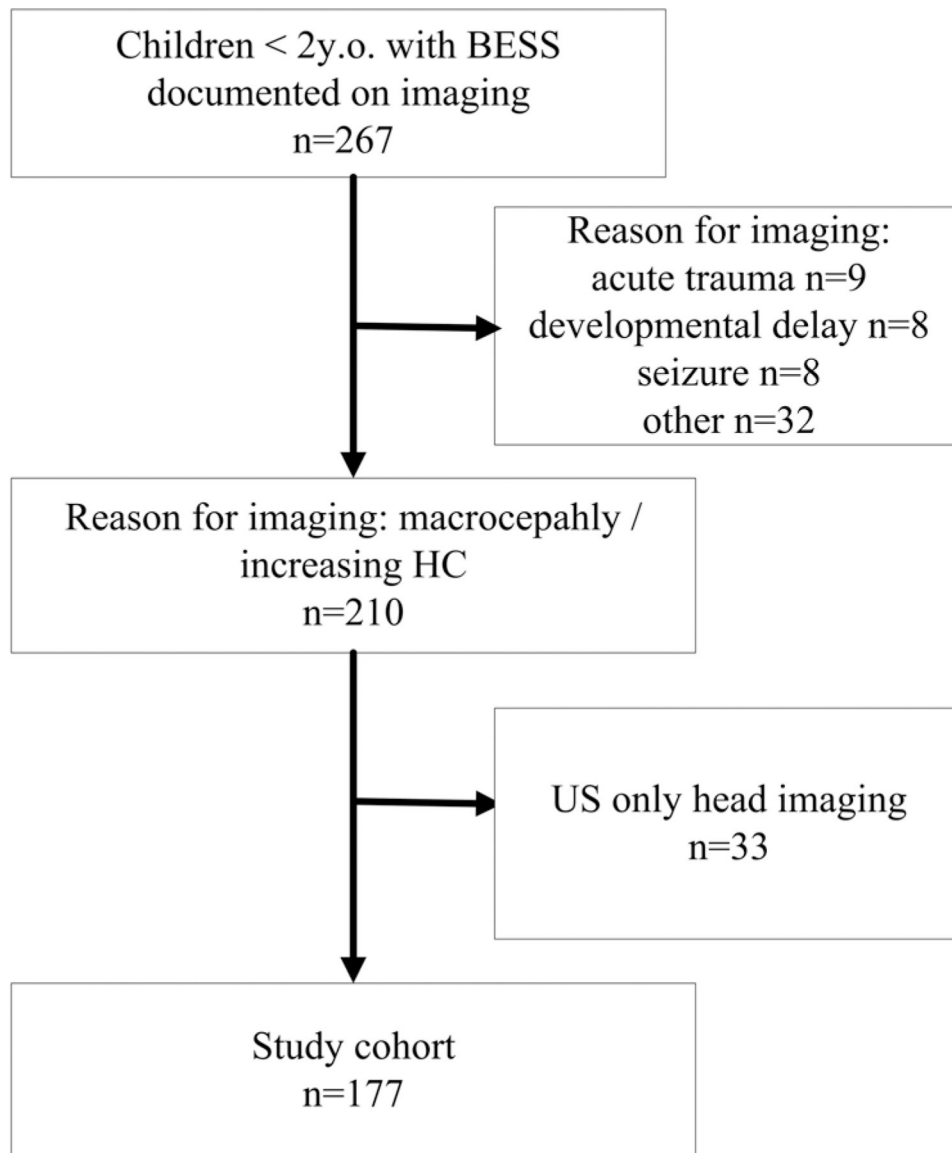 Children < 2y.o. with BESS
documented on imaging
n=267
Reason for imaging:
acute trauma n=9
developmental delay n=8
seizure n=8
other n=32
Reason for imaging: macrocepahly /
increasing HC
n=210
US only head imaging
n=33
Study cohort
n=177